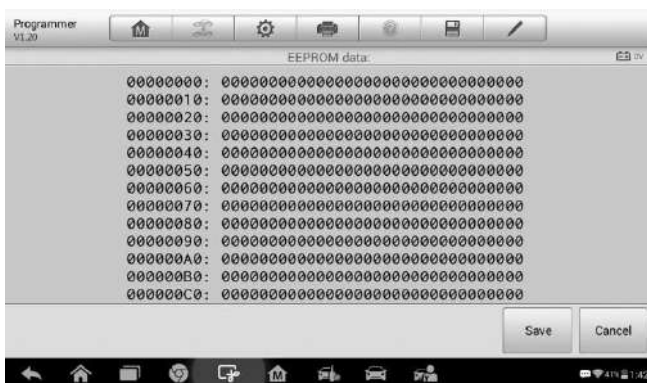 Programmer
V1.20
EEPROM data:
0V
00000000: 00000000000000000000000000000000
00000010: 00000000000000000000000000000000
00000020: 00000000000000000000000000000000
00000030: 00000000000000000000000000000000
00000040: 00000000000000000000000000000000
00000050: 00000000000000000000000000000000
00000060: 00000000000000000000000000000000
00000070: 00000000000000000000000000000000
00000080: 00000000000000000000000000000000
00000090: 00000000000000000000000000000000
000000A0: 00000000000000000000000000000000
000000B0: 00000000000000000000000000000000
000000C0: 00000000000000000000000000000000
Save Cancel